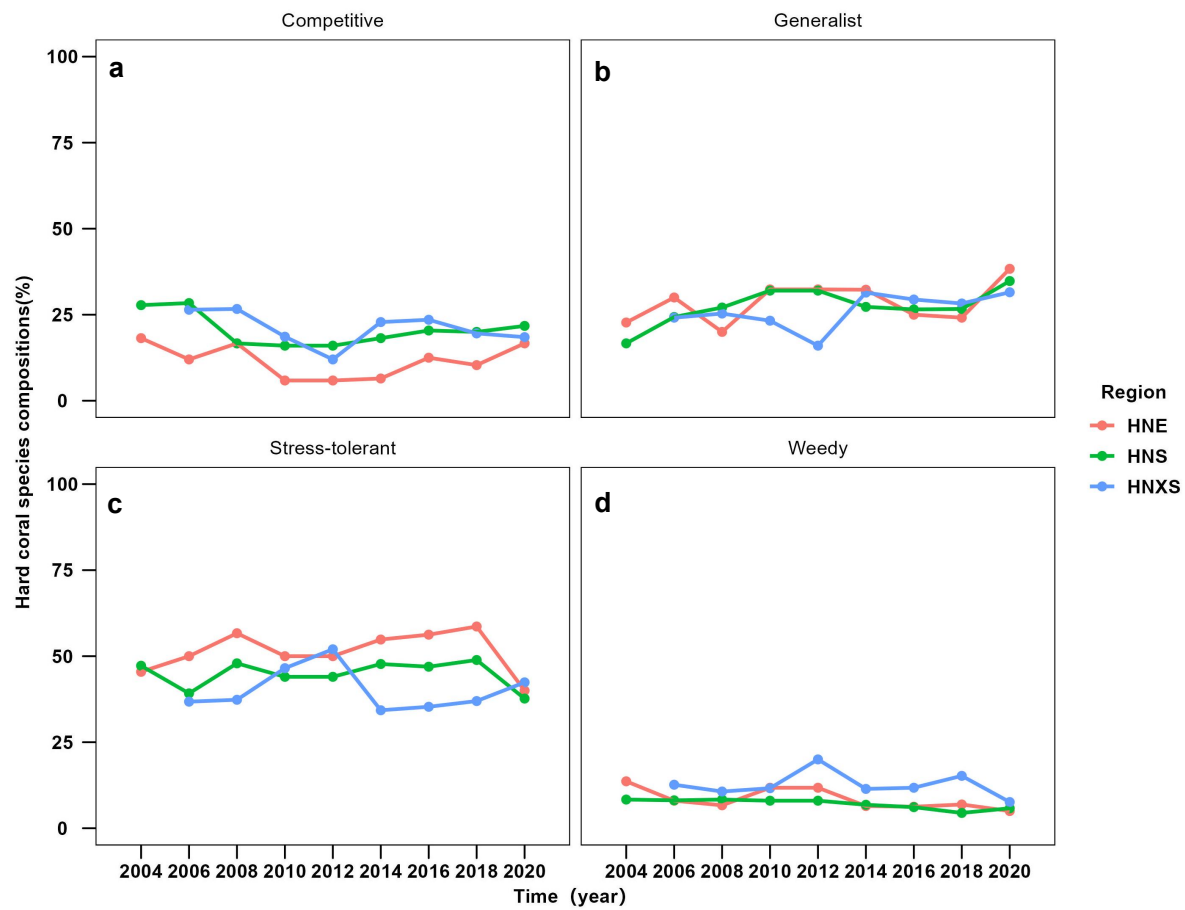 Competitive
Generalist
a
b
100
75
50
25
0
Stress-tolerant
Weedy
c
d
100
75
50
25
0
Hard coral species compositions(%)
2004 2006 2008 2010 2012 2014 2016 2018 2020
2004 2006 2008 2010 2012 2014 2016 2018 2020
Time（year）
Region
HNE
HNS
HNXS